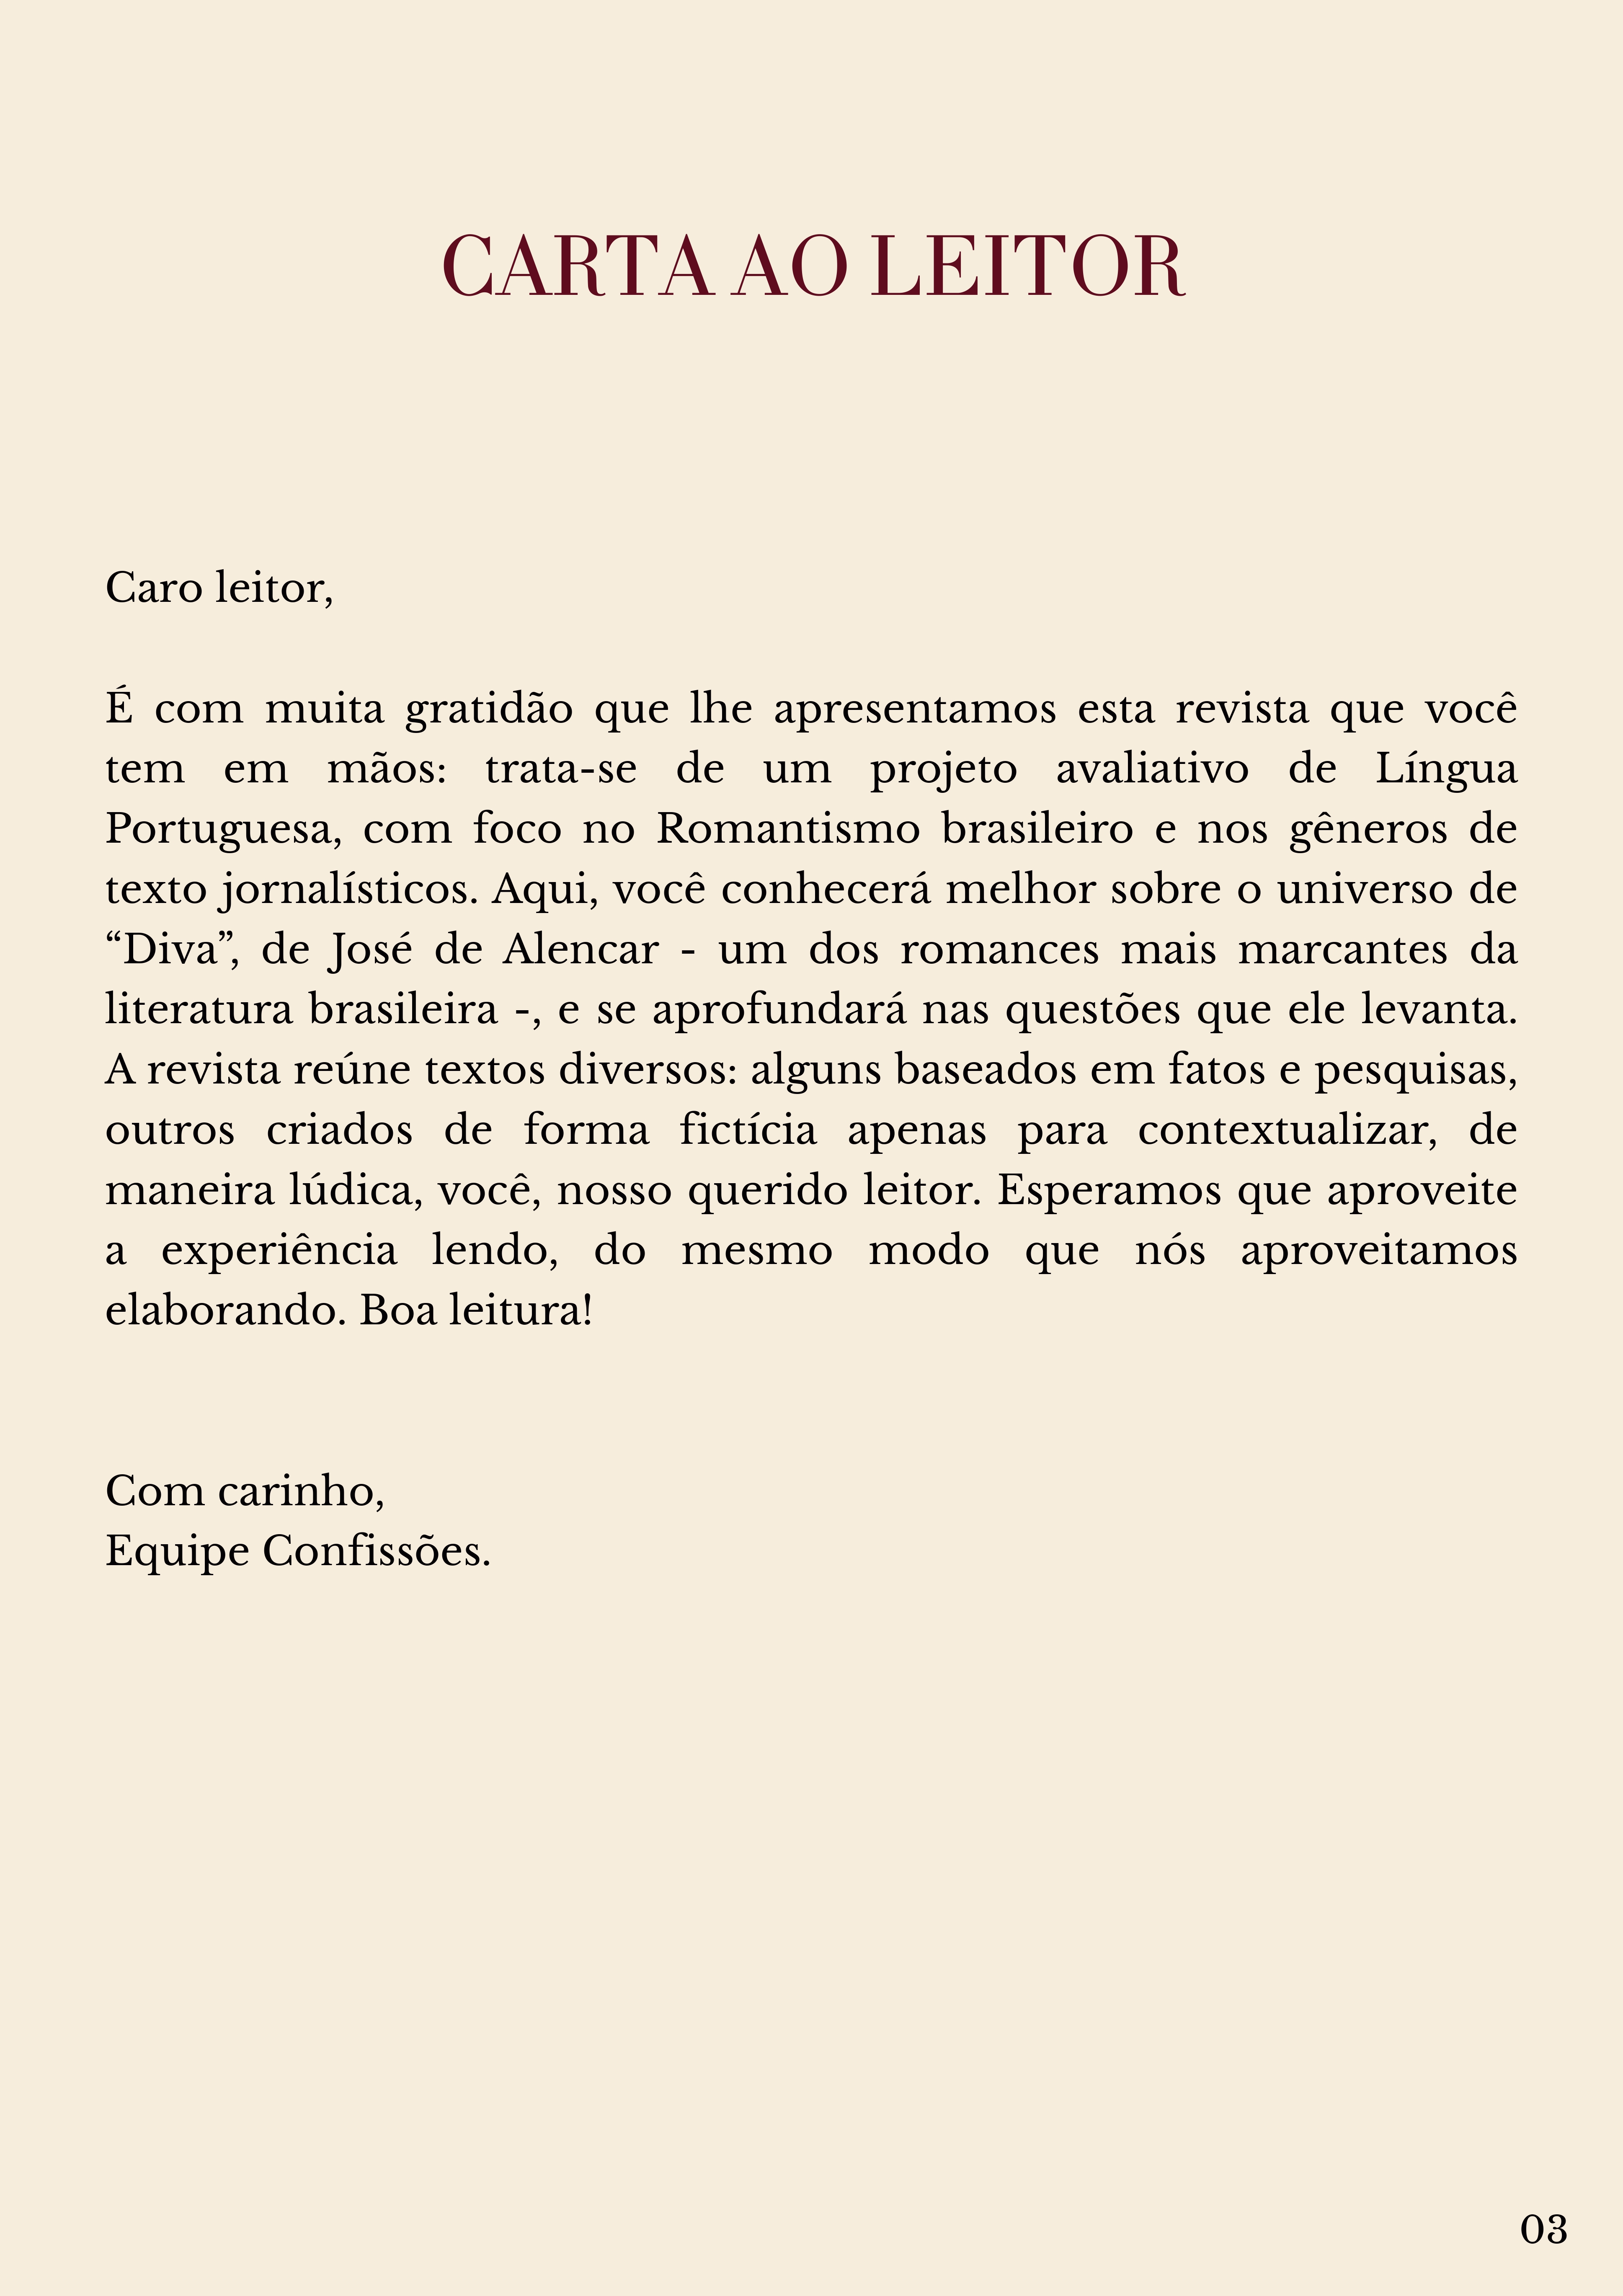 CARTA AO LEITOR
Caro leitor,
É com muita gratidão que lhe apresentamos esta revista que você
tem em mãos: trata-se de um projeto avaliativo de Língua
Portuguesa, com foco no Romantismo brasileiro e nos gêneros de
texto jornalísticos. Aqui, você conhecerá melhor sobre o universo de
“Diva”, de José de Alencar - um dos romances mais marcantes da
literatura brasileira -, e se aprofundará nas questões que ele levanta.
A revista reúne textos diversos: alguns baseados em fatos e pesquisas,
outros criados de forma fictícia apenas para contextualizar, de
maneira lúdica, você, nosso querido leitor. Esperamos que aproveite
a experiência lendo, do mesmo modo que nós aproveitamos
elaborando. Boa leitura!
Com carinho,
Equipe Confissões.
03